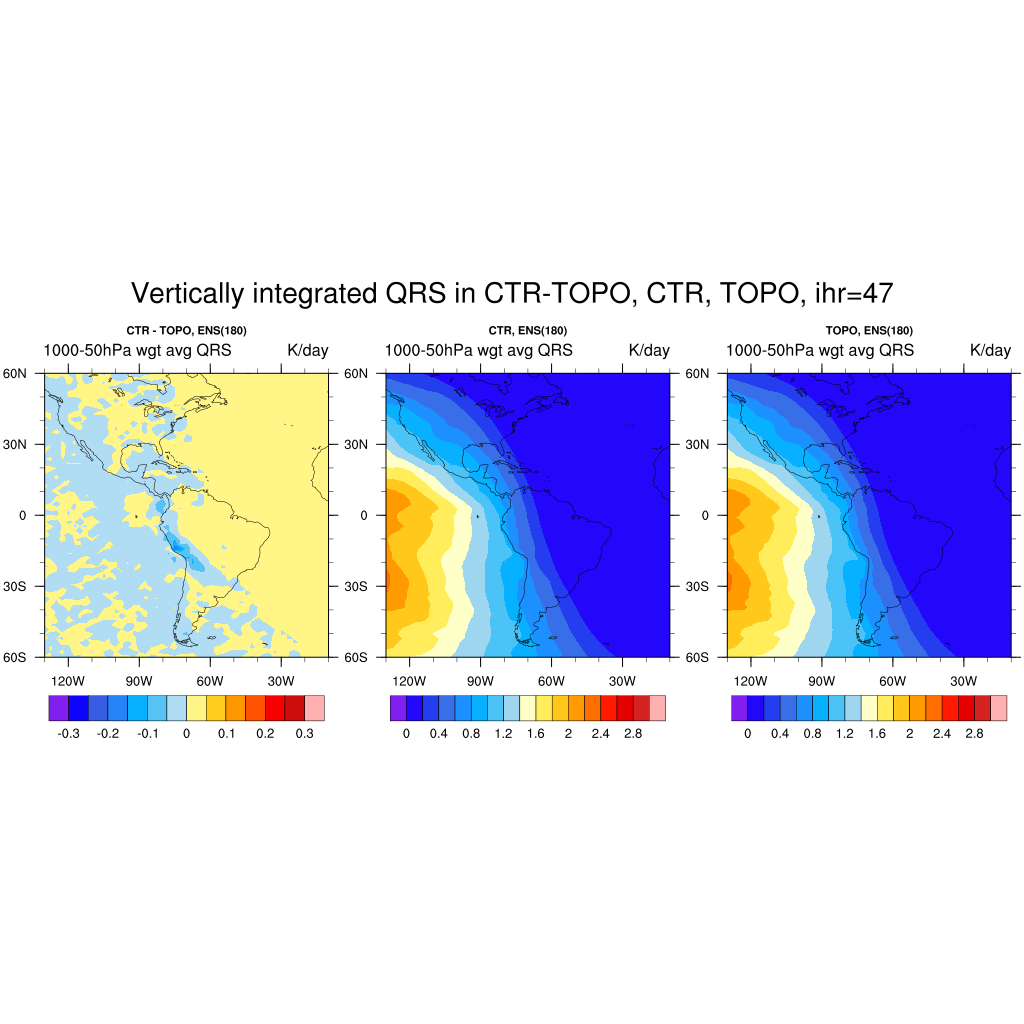 Vertically integrated QRS in CTR-TOPO, CTR, TOPO, ihr=47
CTR - TOPO, ENS(180)
1000-50hPa wgt avg QRS K/day
60N
30N
0
30S
60S
120W 90W 60W 30W
-0.3 -0.2 -0.1 0 0.1 0.2 0.3
CTR, ENS(180)
1000-50hPa wgt avg QRS K/day
60N
30N
0
30S
60S
120W 90W 60W 30W
0 0.4 0.8 1.2 1.6 2 2.4 2.8
TOPO, ENS(180)
1000-50hPa wgt avg QRS K/day
60N
30N
0
30S
60S
120W 90W 60W 30W
0 0.4 0.8 1.2 1.6 2 2.4 2.8